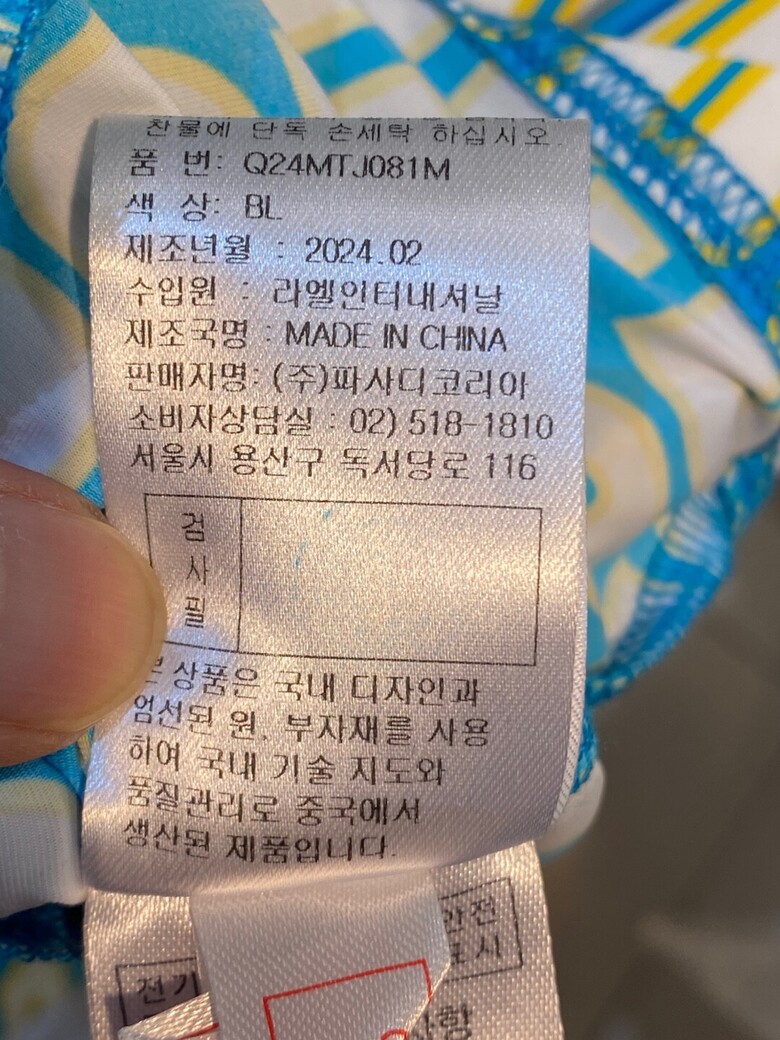 찬물에 단독 손세탁 하십시오.
품 번: Q24MTJ081M
색 상: BL
제조년월 : 2024.02
수입원 : 라엘인터내셔날
제조국명 : MADE IN CHINA
판매자명: (주)파사디코리아
소비자상담실 : 02) 518-1810
서울시 용산구 독서당로 116
검
사
필
본 상품은 국내 디자인과
엄선된 원, 부자재를 사용
하여 국내 기술 지도와
품질관리로 중국에서
생산된 제품입니다.
안전
표시
전기